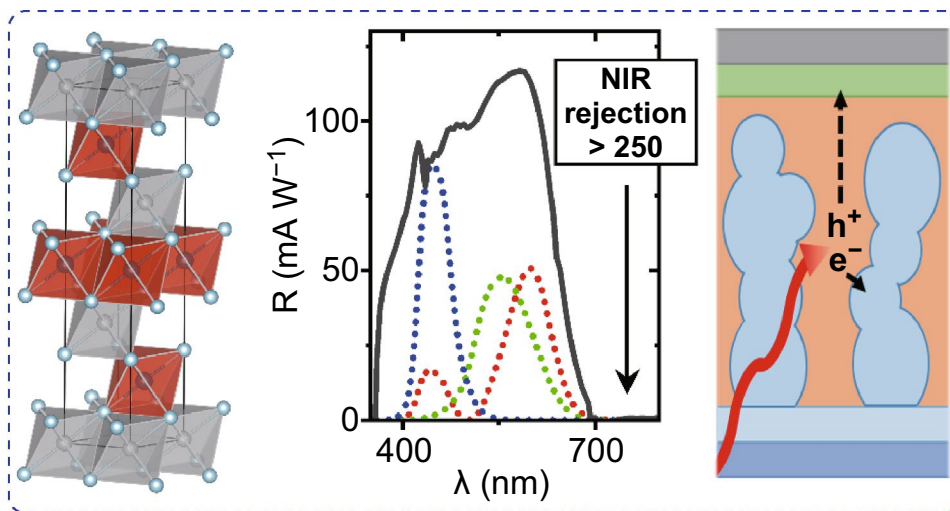 R (mA W⁻¹)
100
50
0
400
700
λ (nm)
NIR
rejection
> 250
h⁺
e⁻